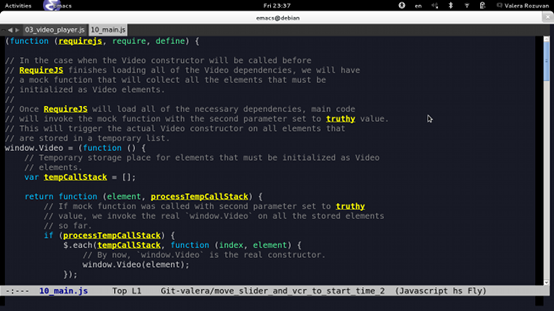 Activities emacs Fri 23:37 en Valera Rozuvan
emacs@debian
03_video_player.js 10_main.js
(function (requirejs, require, define) {
// In the case when the Video constructor will be called before
// RequireJS finishes loading all of the Video dependencies, we will have
// a mock function that will collect all the elements that must be
// initialized as Video elements.
//
// Once RequireJS will load all of the necessary dependencies, main code
// will invoke the mock function with the second parameter set to truthy value.
// This will trigger the actual Video constructor on all elements that
// are stored in a temporary list.
window.Video = (function () {
// Temporary storage place for elements that must be initialized as Video
// elements.
var tempCallStack = [];
return function (element, processTempCallStack) {
// If mock function was called with second parameter set to truthy
// value, we invoke the real `window.Video` on all the stored elements
// so far.
if (processTempCallStack) {
$.each(tempCallStack, function (index, element) {
// By now, `window.Video` is the real constructor.
window.Video(element);
});
-:--- 10_main.js Top L1 Git-valera/move_slider_and_vcr_to_start_time_2 (Javascript hs Fly)